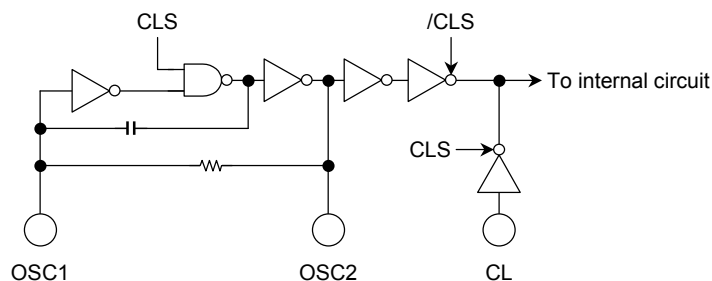 CLS
/CLS
To internal circuit
CLS
OSC1
OSC2
CL